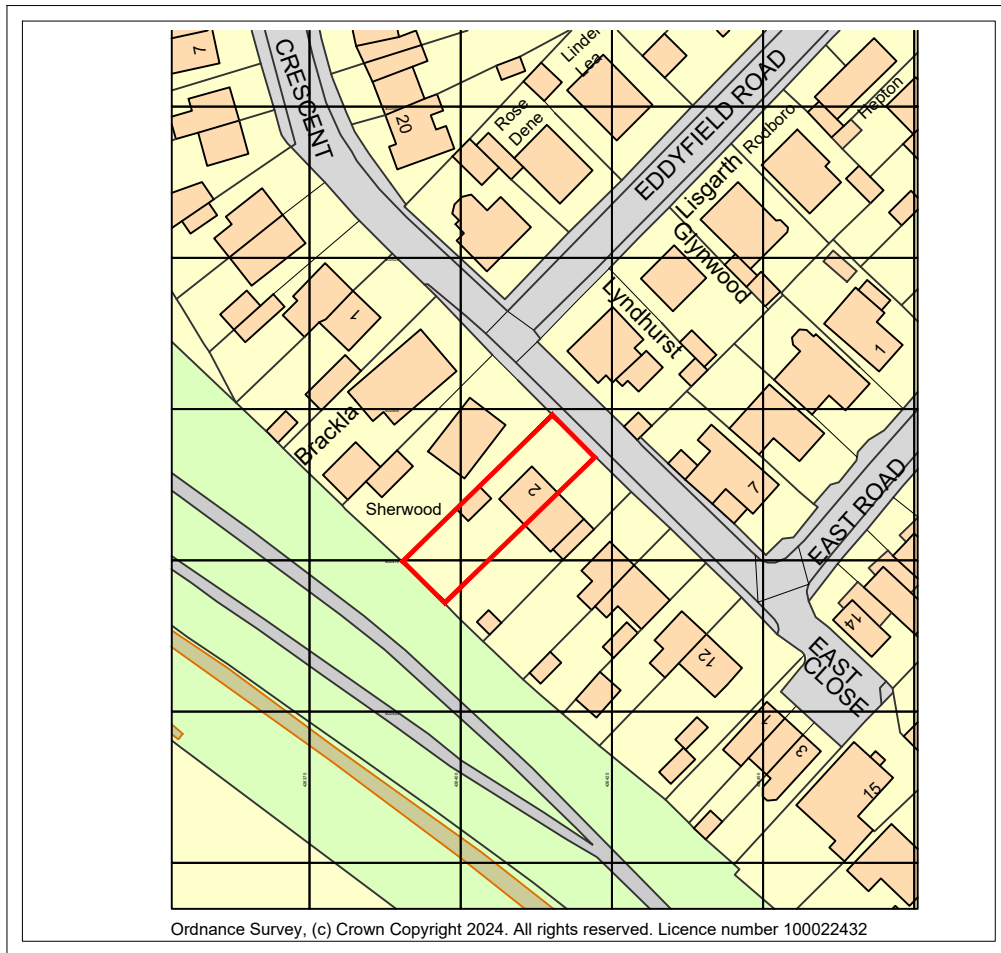 CRESCENT
20
Linden
Lea
Rose
Dene
EDDYFIELD ROAD
Hepton
Rodboro
Lisgarth
Glynwood
Lyndhurst
1
1
Brackla
Sherwood
2
7
EAST ROAD
14
12
EAST
CLOSE
1
3
15
7
Ordnance Survey, (c) Crown Copyright 2024. All rights reserved. Licence number 100022432